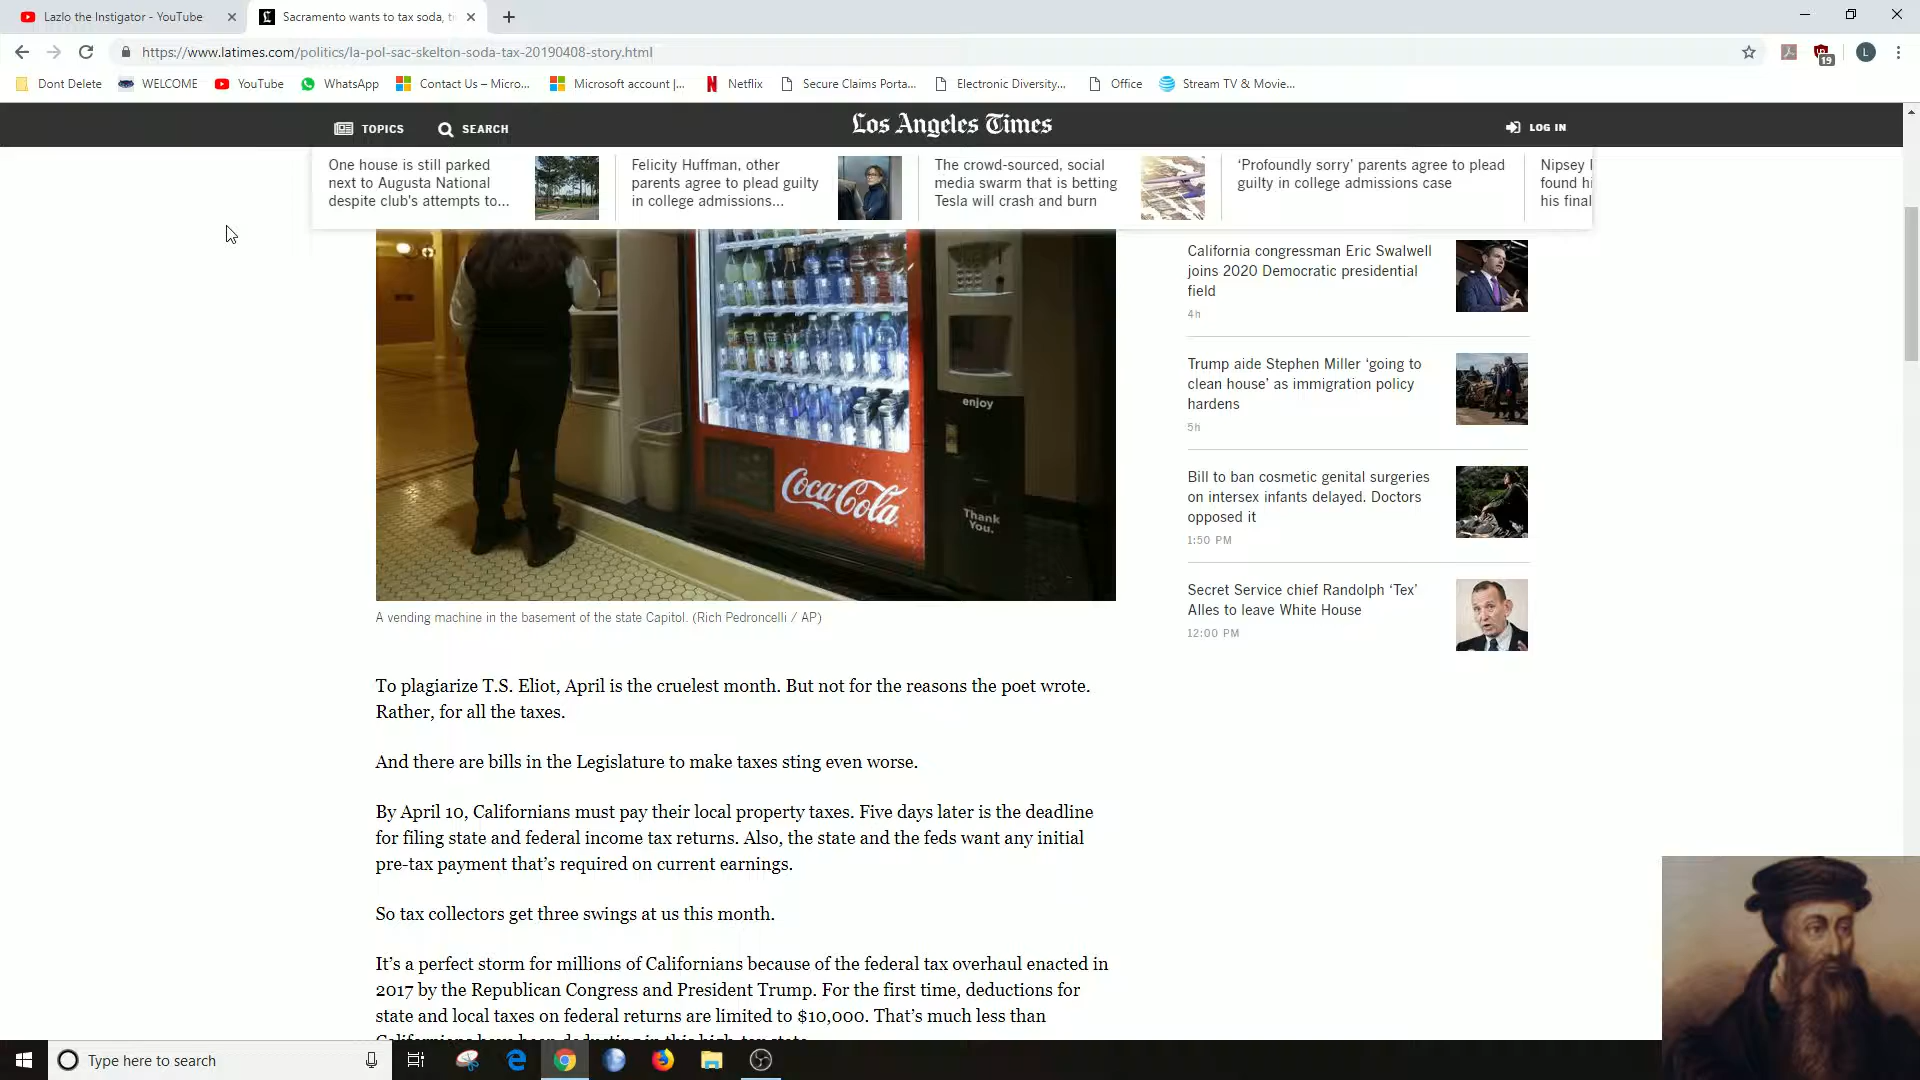 Lazlo the Instigator - YouTube
Sacramento wants to tax soda, ti
https://www.latimes.com/politics/la-pol-sac-skelton-soda-tax-20190408-story.html
19
L
Dont Delete
WELCOME
YouTube
WhatsApp
Contact Us – Micro...
Microsoft account |...
Netflix
Secure Claims Porta...
Electronic Diversity...
Office
Stream TV & Movie...
TOPICS
SEARCH
Los Angeles Times
LOG IN
One house is still parked
next to Augusta National
despite club's attempts to...
Felicity Huffman, other
parents agree to plead guilty
in college admissions...
The crowd-sourced, social
media swarm that is betting
Tesla will crash and burn
‘Profoundly sorry’ parents agree to plead
guilty in college admissions case
Nipsey
found hi
his final
enjoy
Coca-Cola
Thank
You.
A vending machine in the basement of the state Capitol. (Rich Pedroncelli / AP)
California congressman Eric Swalwell
joins 2020 Democratic presidential
field
4h
Trump aide Stephen Miller ‘going to
clean house’ as immigration policy
hardens
5h
Bill to ban cosmetic genital surgeries
on intersex infants delayed. Doctors
opposed it
1:50 PM
Secret Service chief Randolph ‘Tex’
Alles to leave White House
12:00 PM
To plagiarize T.S. Eliot, April is the cruelest month. But not for the reasons the poet wrote.
Rather, for all the taxes.
And there are bills in the Legislature to make taxes sting even worse.
By April 10, Californians must pay their local property taxes. Five days later is the deadline
for filing state and federal income tax returns. Also, the state and the feds want any initial
pre-tax payment that’s required on current earnings.
So tax collectors get three swings at us this month.
It’s a perfect storm for millions of Californians because of the federal tax overhaul enacted in
2017 by the Republican Congress and President Trump. For the first time, deductions for
state and local taxes on federal returns are limited to $10,000. That’s much less than
Californians have been deducting in this high-tax state.
Type here to search